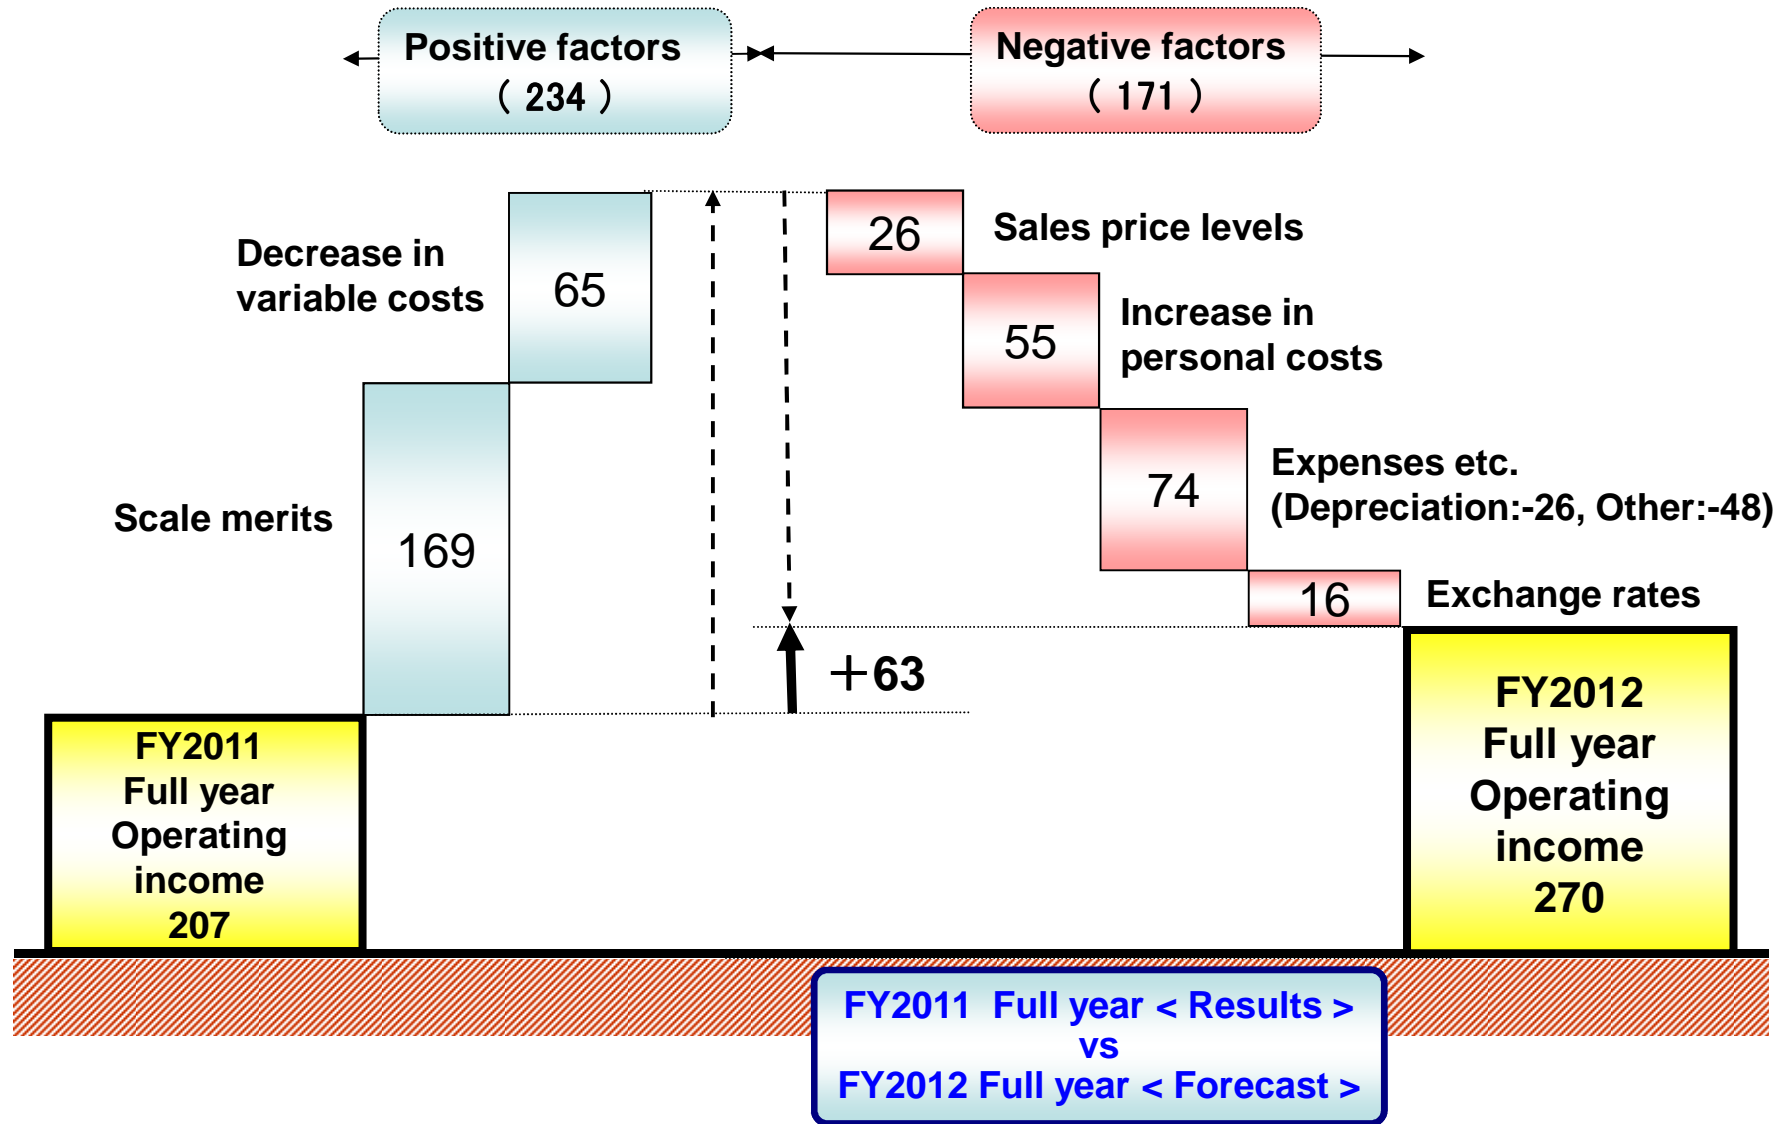 Positive factors
( 234 )
Negative factors
( 171 )
Decrease in
variable costs
65
Scale merits
169
26
Sales price levels
55
Increase in
personal costs
74
Expenses etc.
(Depreciation:-26, Other:-48)
16
Exchange rates
+63
FY2011
Full year
Operating
income
207
FY2012
Full year
Operating
income
270
FY2011 Full year < Results >
vs
FY2012 Full year < Forecast >